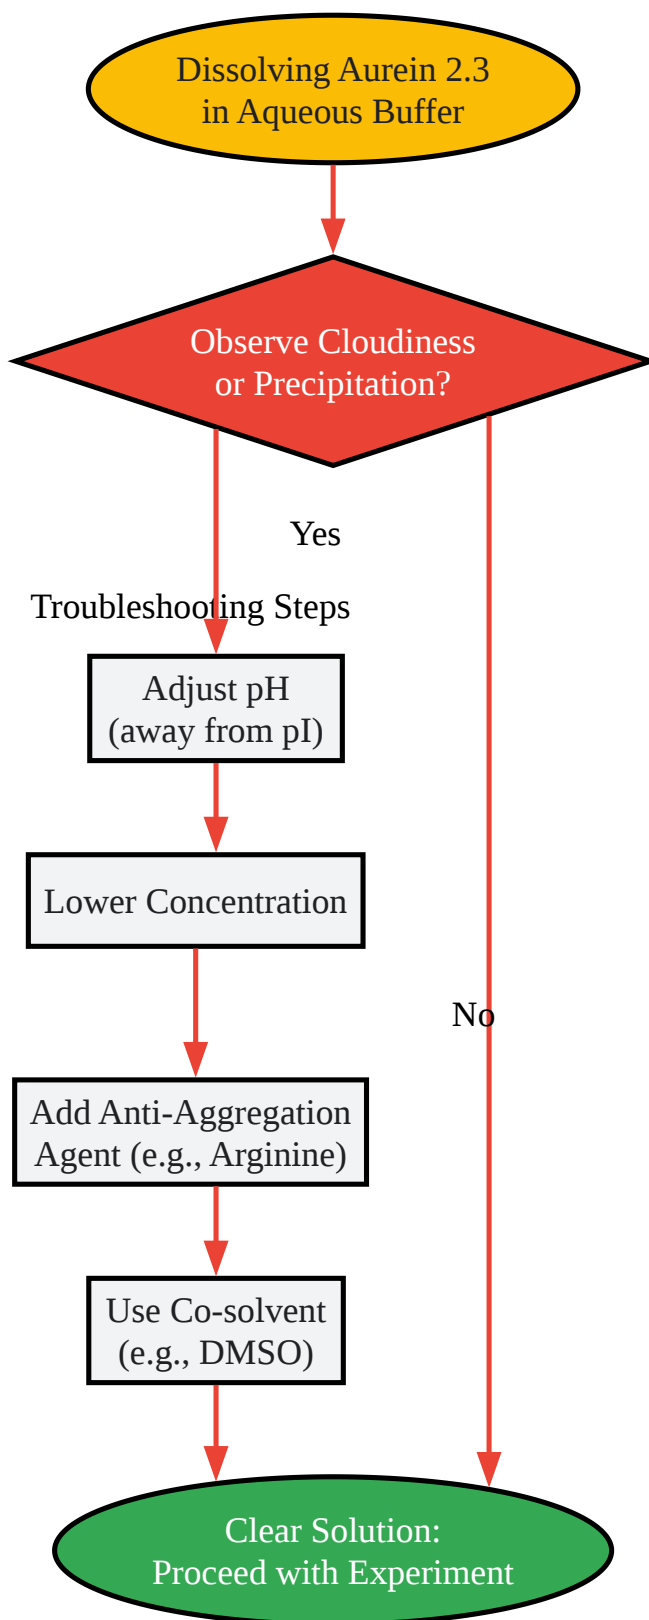 Dissolving Aurein 2.3
in Aqueous Buffer
Observe Cloudiness
or Precipitation?
Yes
Troubleshooting Steps
Adjust pH
(away from pI)
Lower Concentration
No
Add Anti-Aggregation
Agent (e.g., Arginine)
Use Co-solvent
(e.g., DMSO)
Clear Solution:
Proceed with Experiment